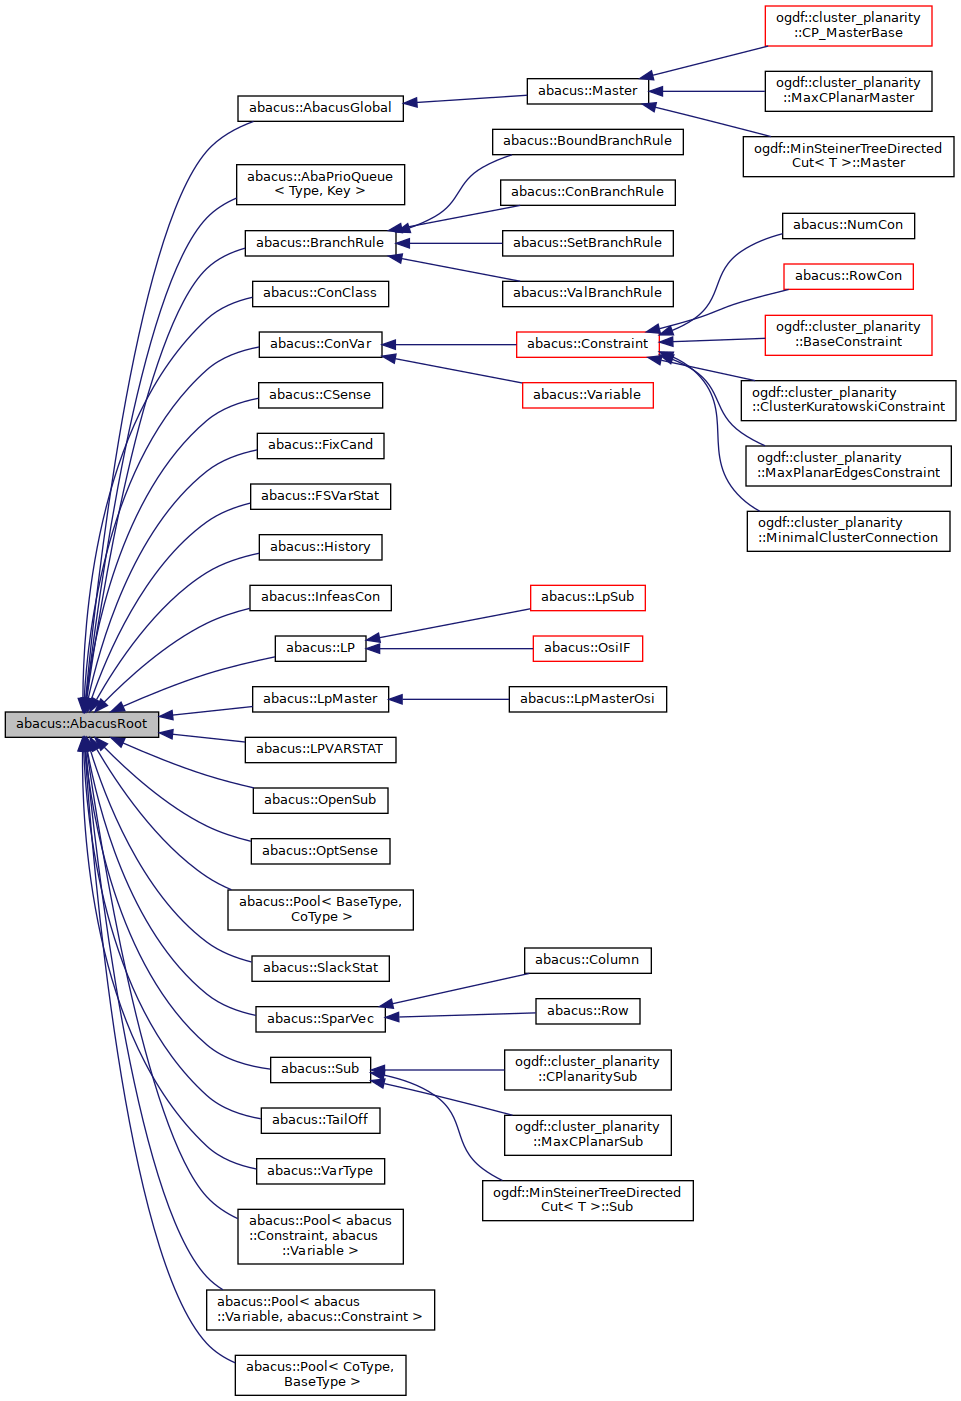 ogdf::cluster_planarity
::CP_MasterBase
abacus::Master
ogdf::cluster_planarity
::MaxCPlanarMaster
abacus::AbacusGlobal
ogdf::MinSteinerTreeDirected
Cut< T >::Master
abacus::BoundBranchRule
abacus::AbaPrioQueue
< Type, Key >
abacus::ConBranchRule
abacus::NumCon
abacus::BranchRule
abacus::SetBranchRule
abacus::RowCon
abacus::ConClass
abacus::ValBranchRule
ogdf::cluster_planarity
::BaseConstraint
abacus::ConVar
abacus::Constraint
abacus::CSense
abacus::Variable
ogdf::cluster_planarity
::ClusterKuratowskiConstraint
abacus::FixCand
ogdf::cluster_planarity
::MaxPlanarEdgesConstraint
abacus::FSVarStat
ogdf::cluster_planarity
::MinimalClusterConnection
abacus::History
abacus::InfeasCon
abacus::LpSub
abacus::LP
abacus::OsiIF
abacus::LpMaster
abacus::LpMasterOsi
abacus::AbacusRoot
abacus::LPVARSTAT
abacus::OpenSub
abacus::OptSense
abacus::Pool< BaseType,
CoType >
abacus::SlackStat
abacus::Column
abacus::SparVec
abacus::Row
abacus::Sub
ogdf::cluster_planarity
::CPlanaritySub
abacus::TailOff
ogdf::cluster_planarity
::MaxCPlanarSub
abacus::VarType
ogdf::MinSteinerTreeDirected
Cut< T >::Sub
abacus::Pool< abacus
::Constraint, abacus
::Variable >
abacus::Pool< abacus
::Variable, abacus::Constraint >
abacus::Pool< CoType,
BaseType >